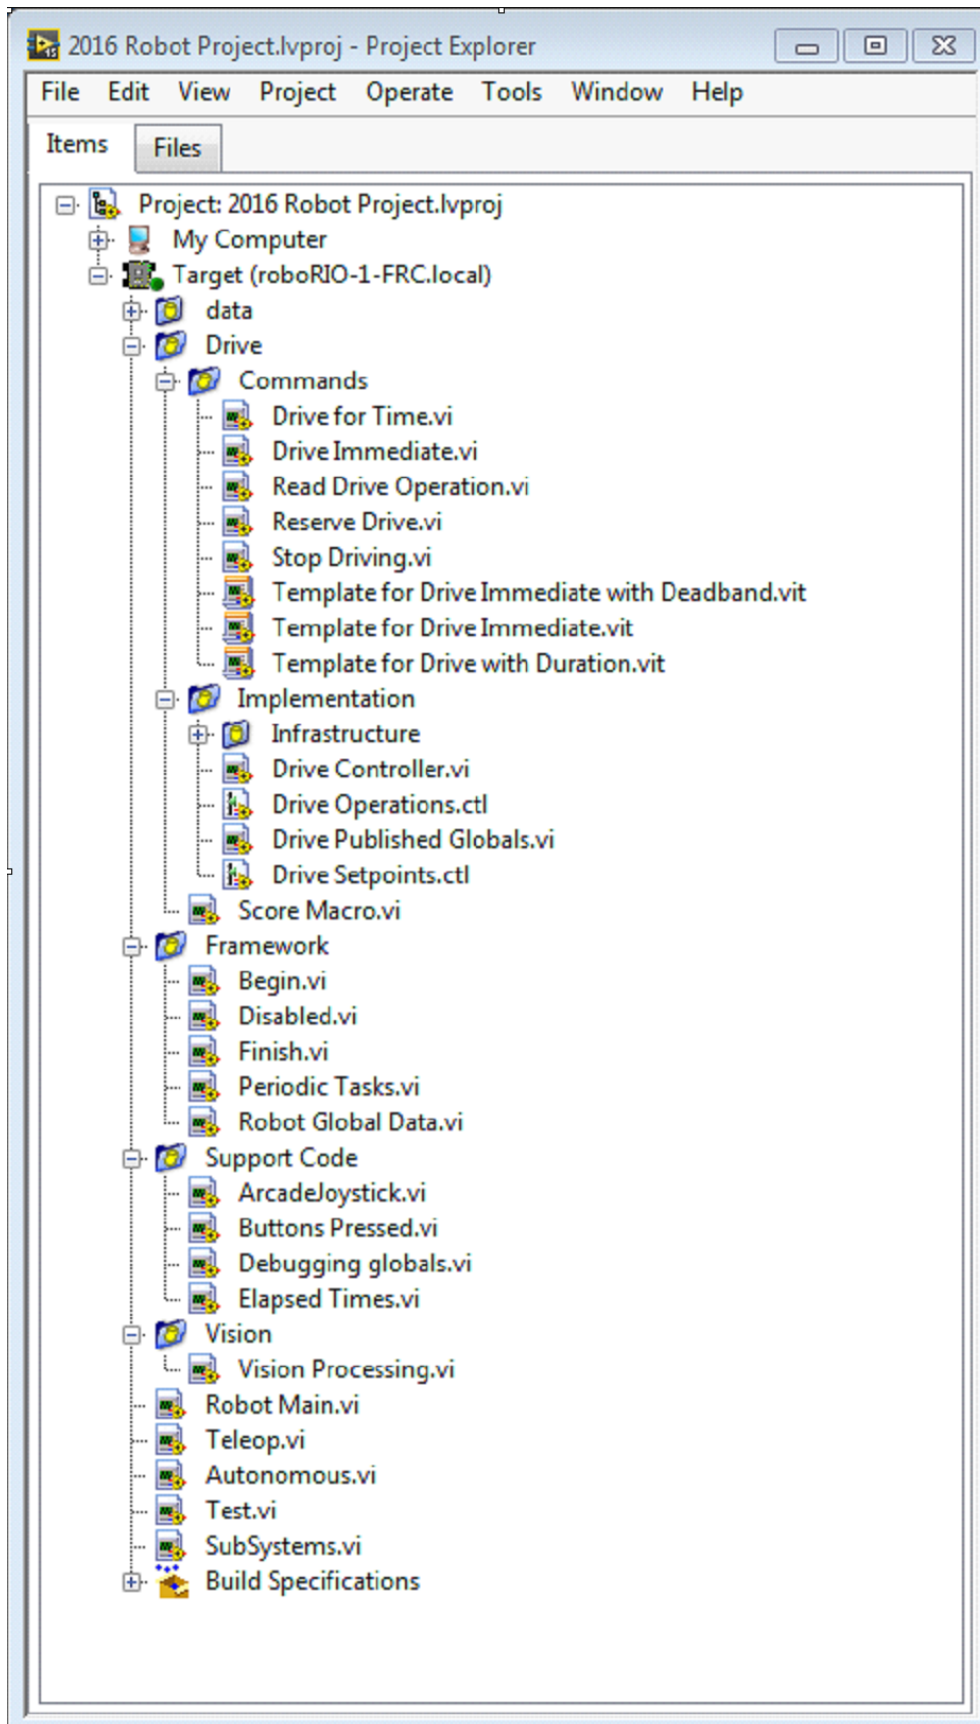 2016 Robot Project.lvproj - Project Explorer
File Edit View Project Operate Tools Window Help
Items Files
Project: 2016 Robot Project.lvproj
My Computer
Target (roboRIO-1-FRC.local)
data
Drive
Commands
Drive for Time.vi
Drive Immediate.vi
Read Drive Operation.vi
Reserve Drive.vi
Stop Driving.vi
Template for Drive Immediate with Deadband.vit
Template for Drive Immediate.vit
Template for Drive with Duration.vit
Implementation
Infrastructure
Drive Controller.vi
Drive Operations.ctl
Drive Published Globals.vi
Drive Setpoints.ctl
Score Macro.vi
Framework
Begin.vi
Disabled.vi
Finish.vi
Periodic Tasks.vi
Robot Global Data.vi
Support Code
ArcadeJoystick.vi
Buttons Pressed.vi
Debugging globals.vi
Elapsed Times.vi
Vision
Vision Processing.vi
Robot Main.vi
Teleop.vi
Autonomous.vi
Test.vi
SubSystems.vi
Build Specifications